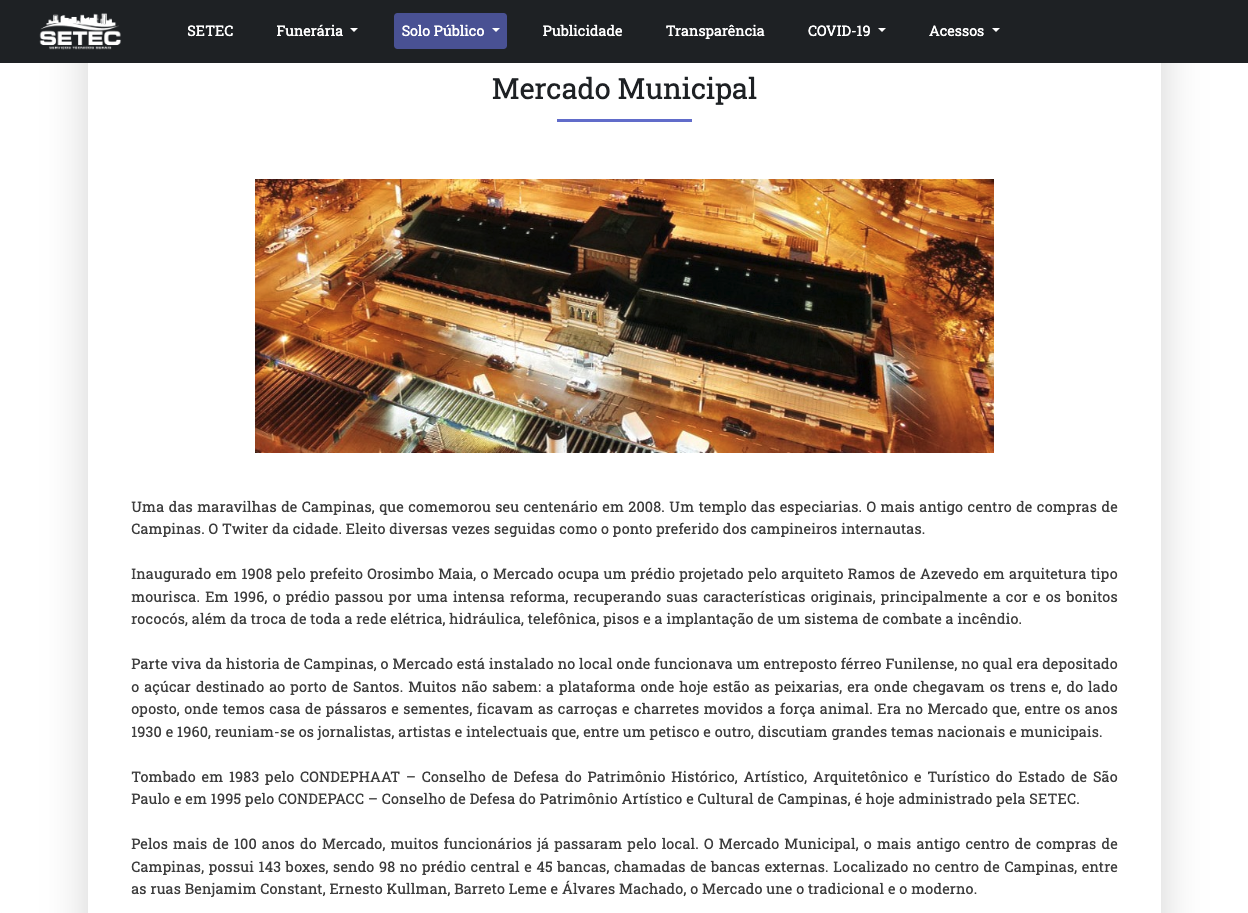 SETEC
SERVIÇOS TÉCNICOS GERAIS
SETEC Funerária Solo Público Publicidade Transparência COVID-19 Acessos
Mercado Municipal
Uma das maravilhas de Campinas, que comemorou seu centenário em 2008. Um templo das especiarias. O mais antigo centro de compras de
Campinas. O Twiter da cidade. Eleito diversas vezes seguidas como o ponto preferido dos campineiros internautas.
Inaugurado em 1908 pelo prefeito Orosimbo Maia, o Mercado ocupa um prédio projetado pelo arquiteto Ramos de Azevedo em arquitetura tipo
mourisca. Em 1996, o prédio passou por uma intensa reforma, recuperando suas características originais, principalmente a cor e os bonitos
rococós, além da troca de toda a rede elétrica, hidráulica, telefônica, pisos e a implantação de um sistema de combate a incêndio.
Parte viva da historia de Campinas, o Mercado está instalado no local onde funcionava um entreposto férreo Funilense, no qual era depositado
o açúcar destinado ao porto de Santos. Muitos não sabem: a plataforma onde hoje estão as peixarias, era onde chegavam os trens e, do lado
oposto, onde temos casa de pássaros e sementes, ficavam as carroças e charretes movidos a força animal. Era no Mercado que, entre os anos
1930 e 1960, reuniam-se os jornalistas, artistas e intelectuais que, entre um petisco e outro, discutiam grandes temas nacionais e municipais.
Tombado em 1983 pelo CONDEPHAAT – Conselho de Defesa do Patrimônio Histórico, Artístico, Arquitetônico e Turístico do Estado de São
Paulo e em 1995 pelo CONDEPACC – Conselho de Defesa do Patrimônio Artístico e Cultural de Campinas, é hoje administrado pela SETEC.
Pelos mais de 100 anos do Mercado, muitos funcionários já passaram pelo local. O Mercado Municipal, o mais antigo centro de compras de
Campinas, possui 143 boxes, sendo 98 no prédio central e 45 bancas, chamadas de bancas externas. Localizado no centro de Campinas, entre
as ruas Benjamim Constant, Ernesto Kullman, Barreto Leme e Álvares Machado, o Mercado une o tradicional e o moderno.